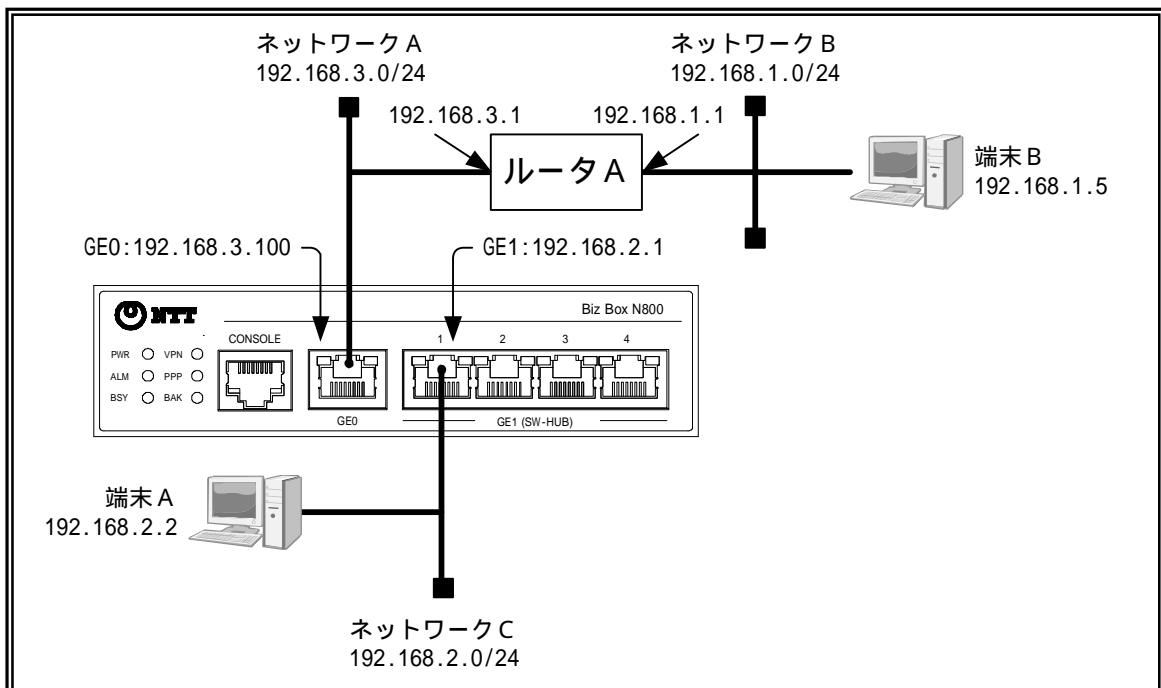 ネットワークA
192.168.3.0/24
ネットワークB
192.168.1.0/24
192.168.3.1
192.168.1.1
ルータA
端末B
192.168.1.5
GE0:192.168.3.100
GE1:192.168.2.1
NTT
Biz Box N800
CONSOLE
1 2 3 4
PWR VPN
ALM PPP
BSY BAK
GE0
GE1 (SW-HUB)
端末A
192.168.2.2
ネットワークC
192.168.2.0/24